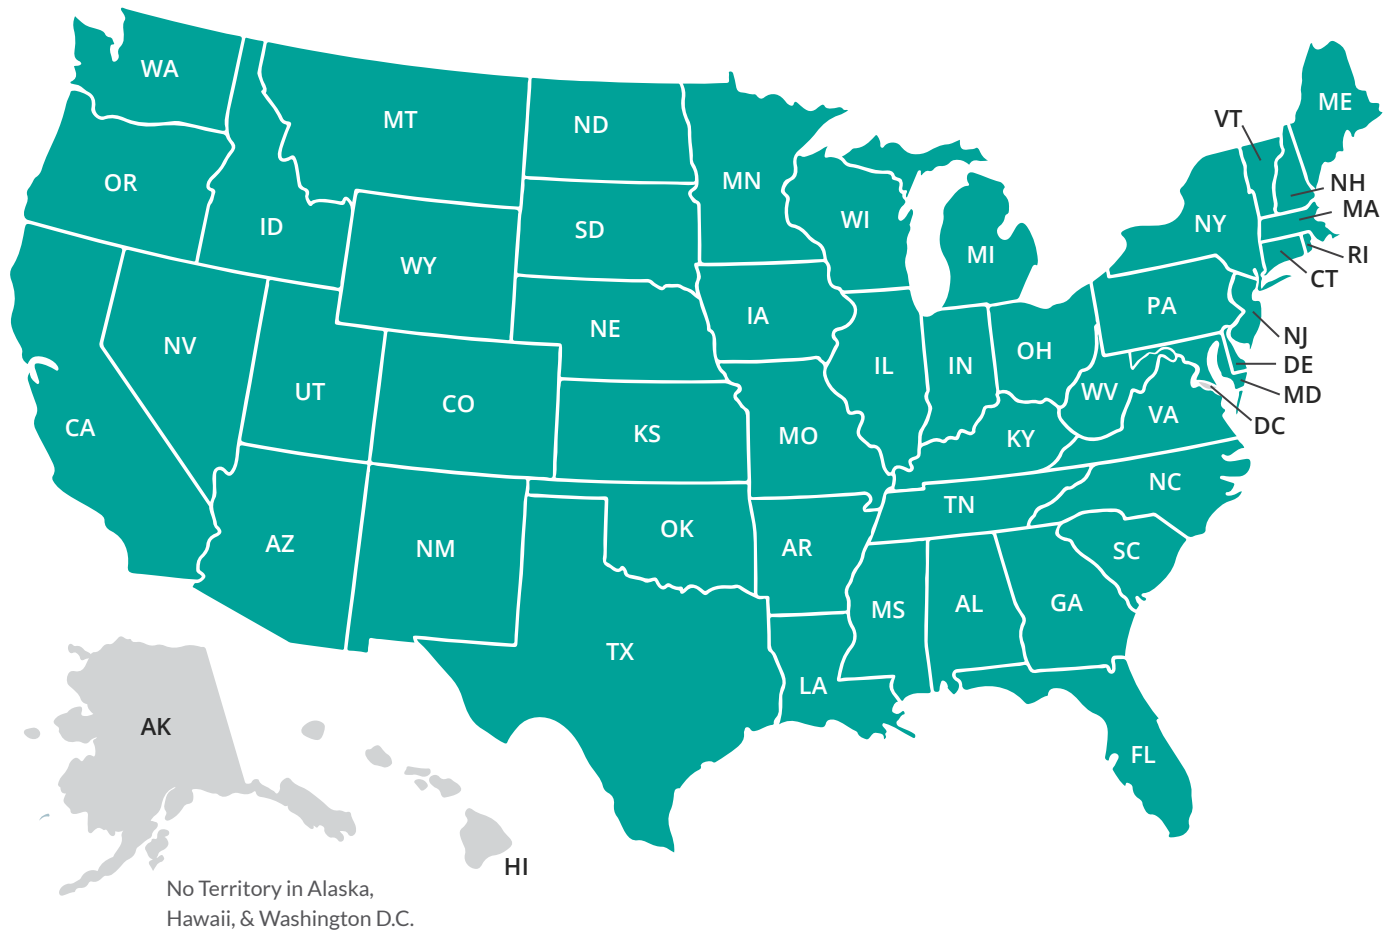 WA
MT
ND
MN
ME
VT
OR
ID
SD
WI
NH
MA
NY
WY
MI
RI
CT
PA
NE
IA
NV
NJ
UT
CO
IL
IN
OH
DE
WV
MD
CA
KS
MO
KY
VA
DC
NC
TN
AZ
NM
OK
AR
SC
MS
AL
GA
TX
LA
AK
FL
HI
No Territory in Alaska,
Hawaii, & Washington D.C.